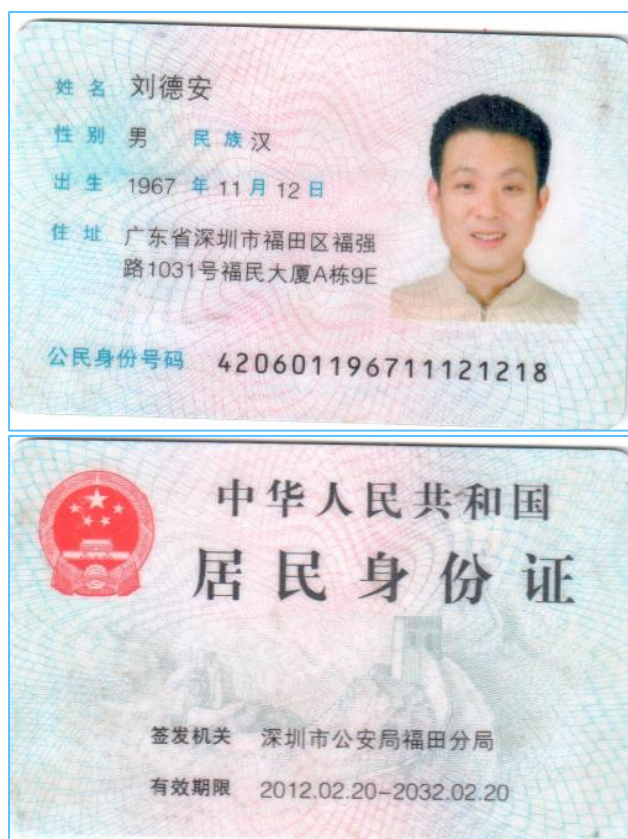 姓名 刘德安
性别 男 民族 汉
出生 1967 年 11 月 12 日
住址 广东省深圳市福田区福强
路1031号福民大厦A栋9E
公民身份号码 420601196711121218
中华人民共和国
居民身份证
签发机关 深圳市公安局福田分局
有效期限 2012.02.20-2032.02.20